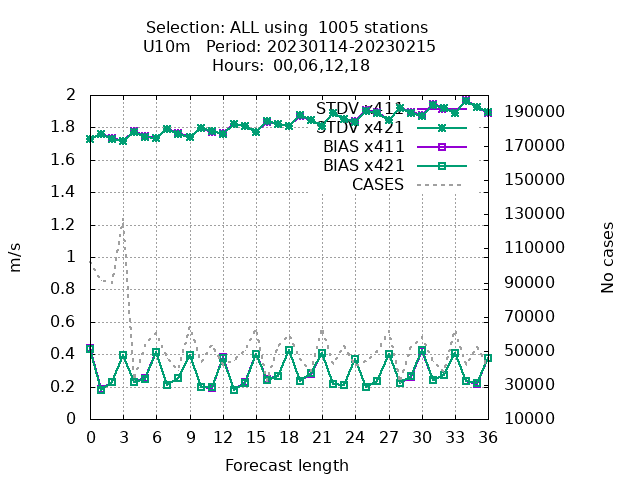 Selection: ALL using  1005 stations
U10m   Period: 20230114-20230215
Hours:  00,06,12,18
STDV x411
STDV x421
BIAS x411
BIAS x421
CASES
2
1.8
1.6
1.4
1.2
1
0.8
0.6
0.4
0.2
0
190000
170000
150000
130000
110000
90000
70000
50000
30000
10000
m/s
No cases
0 3 6 9 12 15 18 21 24 27 30 33 36
Forecast length